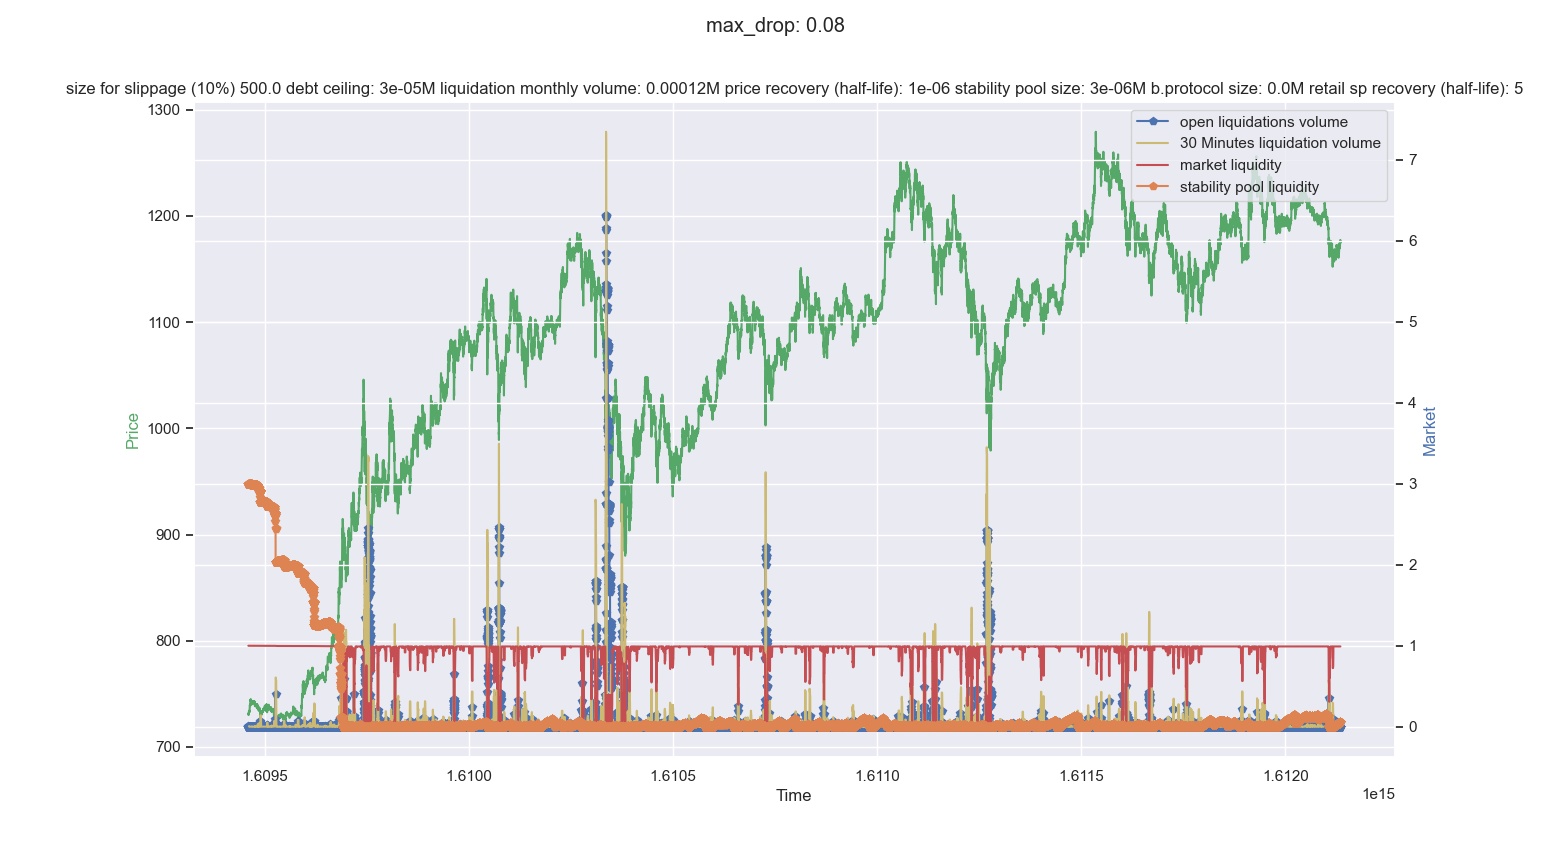 max_drop: 0.08
size for slippage (10%) 500.0 debt ceiling: 3e-05M liquidation monthly volume: 0.00012M price recovery (half-life): 1e-06 stability pool size: 3e-06M b.protocol size: 0.0M retail sp recovery (half-life): 5
open liquidations volume
30 Minutes liquidation volume
market liquidity
stability pool liquidity
1300
1200
1100
1000
900
800
700
Price
7
6
5
4
3
2
1
0
Market
1.6095 1.6100 1.6105 1.6110 1.6115 1.6120
Time
1e15